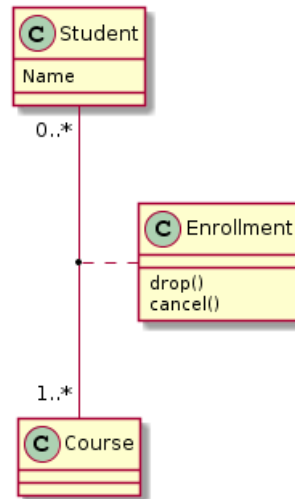 C Student
Name
0..*
C Enrollment
drop()
cancel()
1..*
C Course